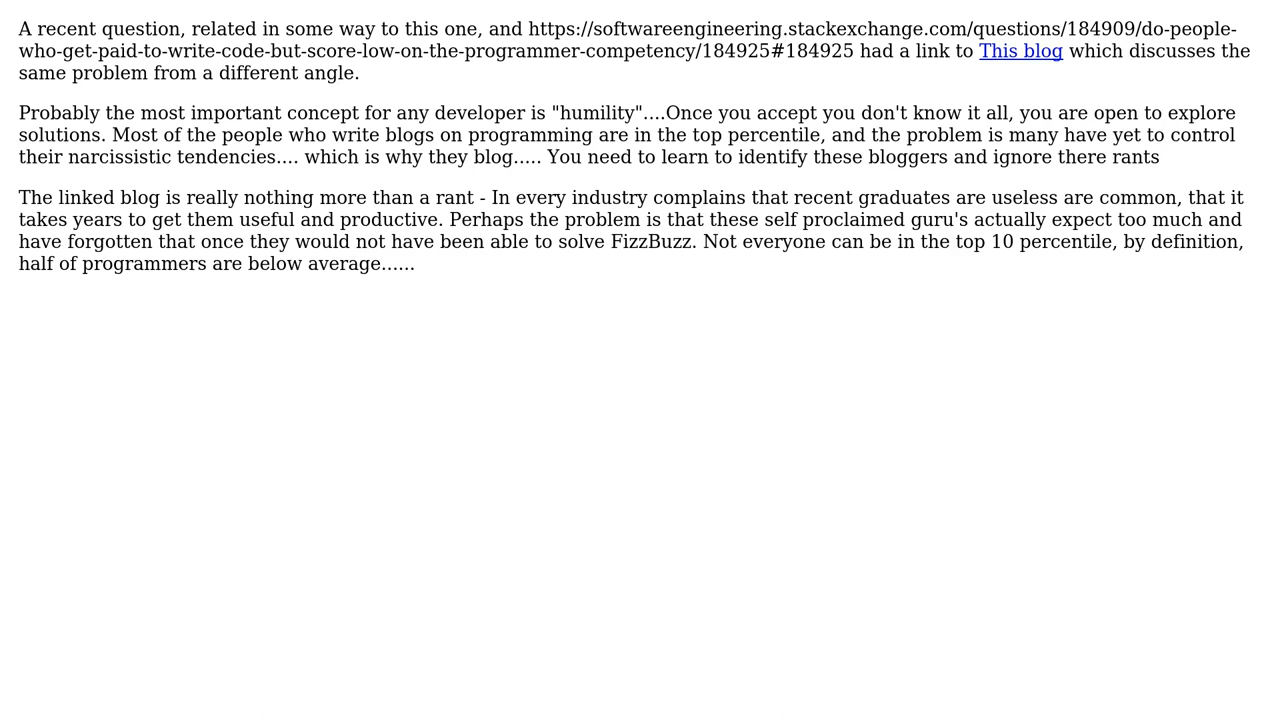 A recent question, related in some way to this one, and https://softwareengineering.stackexchange.com/questions/184909/do-people-
who-get-paid-to-write-code-but-score-low-on-the-programmer-competency/184925#184925 had a link to This blog which discusses the
same problem from a different angle.
Probably the most important concept for any developer is "humility"....Once you accept you don't know it all, you are open to explore
solutions. Most of the people who write blogs on programming are in the top percentile, and the problem is many have yet to control
their narcissistic tendencies.... which is why they blog..... You need to learn to identify these bloggers and ignore there rants
The linked blog is really nothing more than a rant - In every industry complains that recent graduates are useless are common, that it
takes years to get them useful and productive. Perhaps the problem is that these self proclaimed guru's actually expect too much and
have forgotten that once they would not have been able to solve FizzBuzz. Not everyone can be in the top 10 percentile, by definition,
half of programmers are below average......